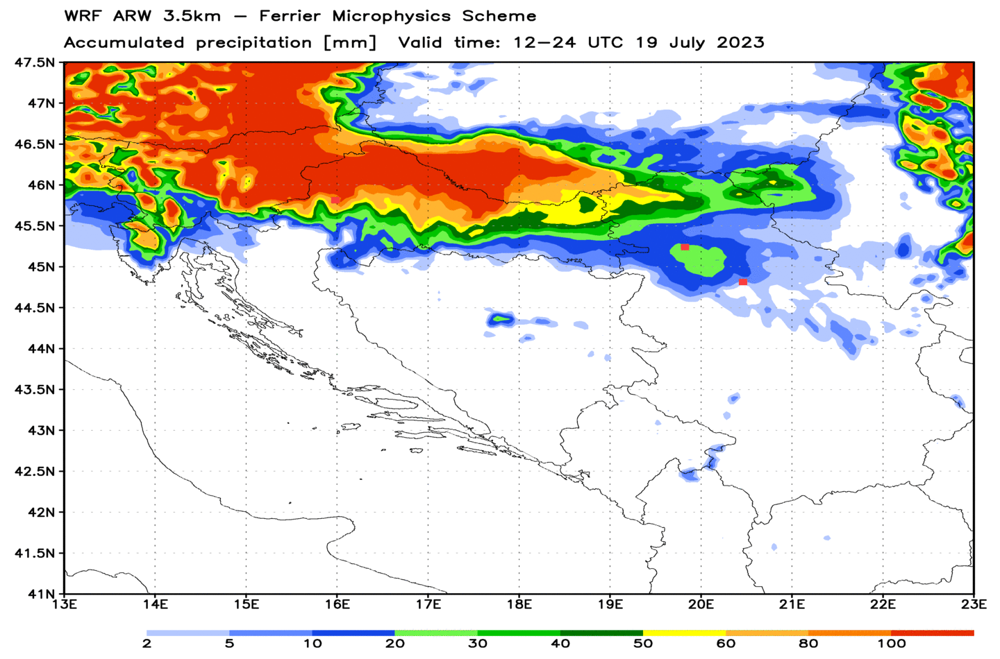 WRF ARW 3.5km – Ferrier Microphysics Scheme
Accumulated precipitation [mm] Valid time: 12–24 UTC 19 July 2023
47.5N
47N
46.5N
46N
45.5N
45N
44.5N
44N
43.5N
43N
42.5N
42N
41.5N
41N
13E 14E 15E 16E 17E 18E 19E 20E 21E 22E 23E
2 5 10 20 30 40 50 60 80 100